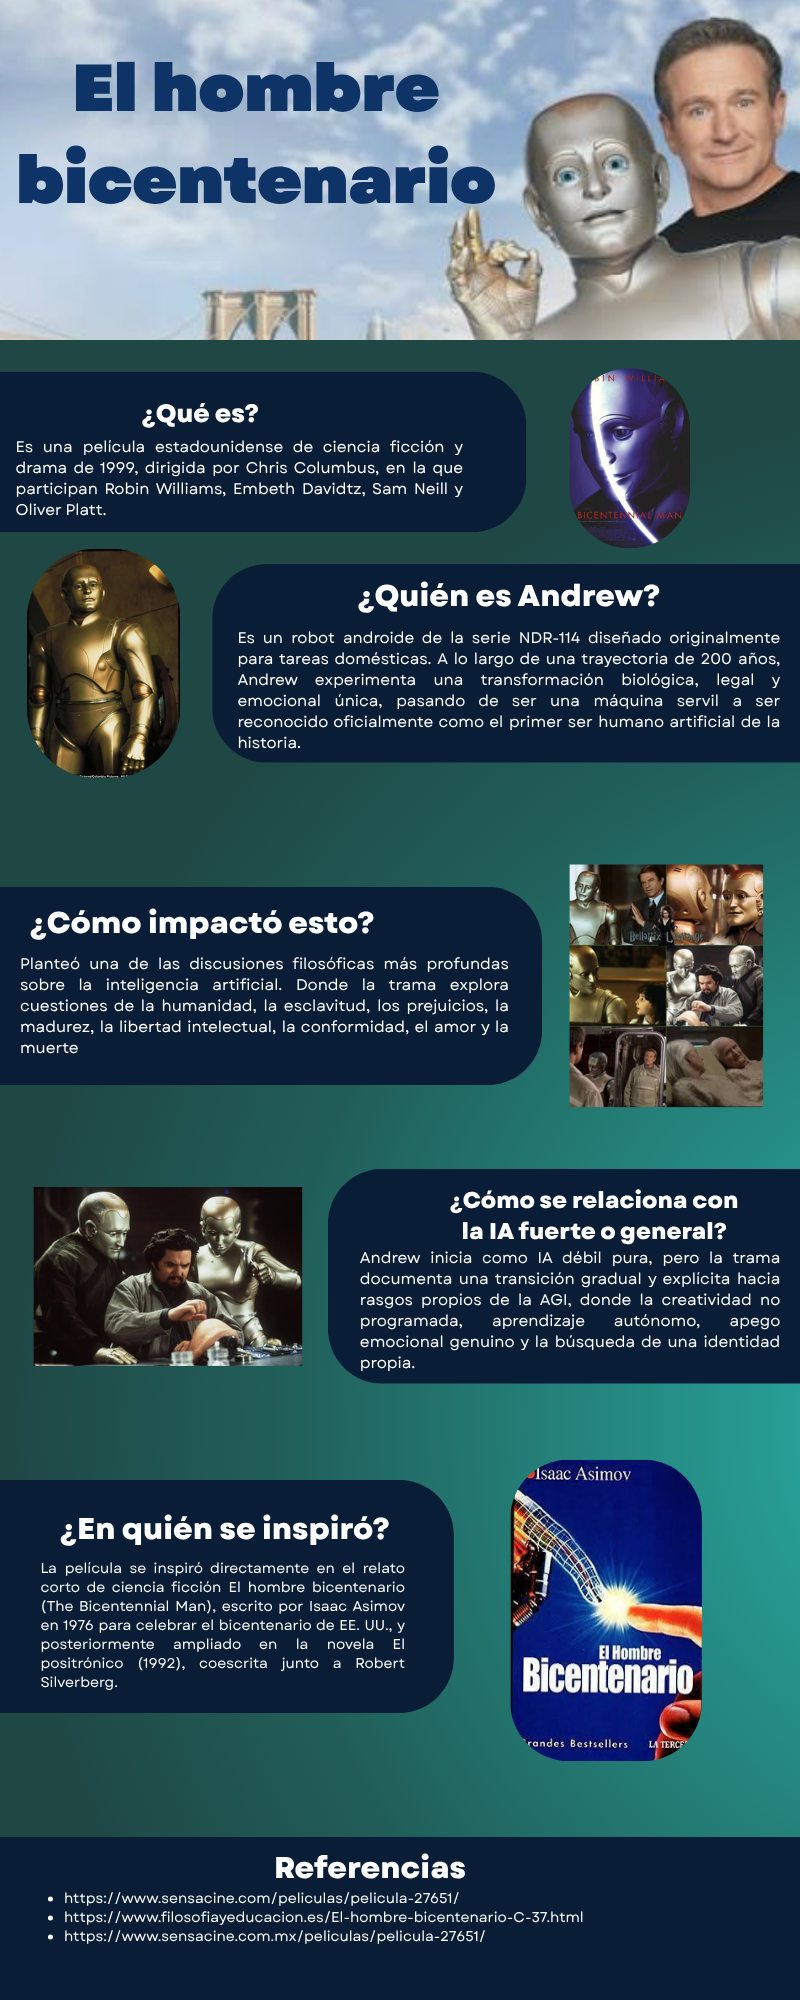 El hombre
bicentenario
¿Qué es?
Es una película estadounidense de ciencia ficción y
drama de 1999, dirigida por Chris Columbus, en la que
participan Robin Williams, Embeth Davidtz, Sam Neill y
Oliver Platt.
BICENTENNIAL MAN
¿Quién es Andrew?
Es un robot androide de la serie NDR-114 diseñado originalmente
para tareas domésticas. A lo largo de una trayectoria de 200 años,
Andrew experimenta una transformación biológica, legal y
emocional única, pasando de ser una máquina servil a ser
reconocido oficialmente como el primer ser humano artificial de la
historia.
¿Cómo impactó esto?
Planteó una de las discusiones filosóficas más profundas
sobre la inteligencia artificial. Donde la trama explora
cuestiones de la humanidad, la esclavitud, los prejuicios, la
madurez, la libertad intelectual, la conformidad, el amor y la
muerte
Bellatrix Lestrange
¿Cómo se relaciona con
la IA fuerte o general?
Andrew inicia como IA débil pura, pero la trama
documenta una transición gradual y explícita hacia
rasgos propios de la AGI, donde la creatividad no
programada, aprendizaje autónomo, apego
emocional genuino y la búsqueda de una identidad
propia.
¿En quién se inspiró?
La película se inspiró directamente en el relato
corto de ciencia ficción El hombre bicentenario
(The Bicentennial Man), escrito por Isaac Asimov
en 1976 para celebrar el bicentenario de EE. UU., y
posteriormente ampliado en la novela El
positrónico (1992), coescrita junto a Robert
Silverberg.
Isaac Asimov
El Hombre
Bicentenario
Grandes Bestsellers LA TERCE
Referencias
https://www.sensacine.com/peliculas/pelicula-27651/
https://www.filosofiayeducacion.es/El-hombre-bicentenario-C-37.html
https://www.sensacine.com.mx/peliculas/pelicula-27651/